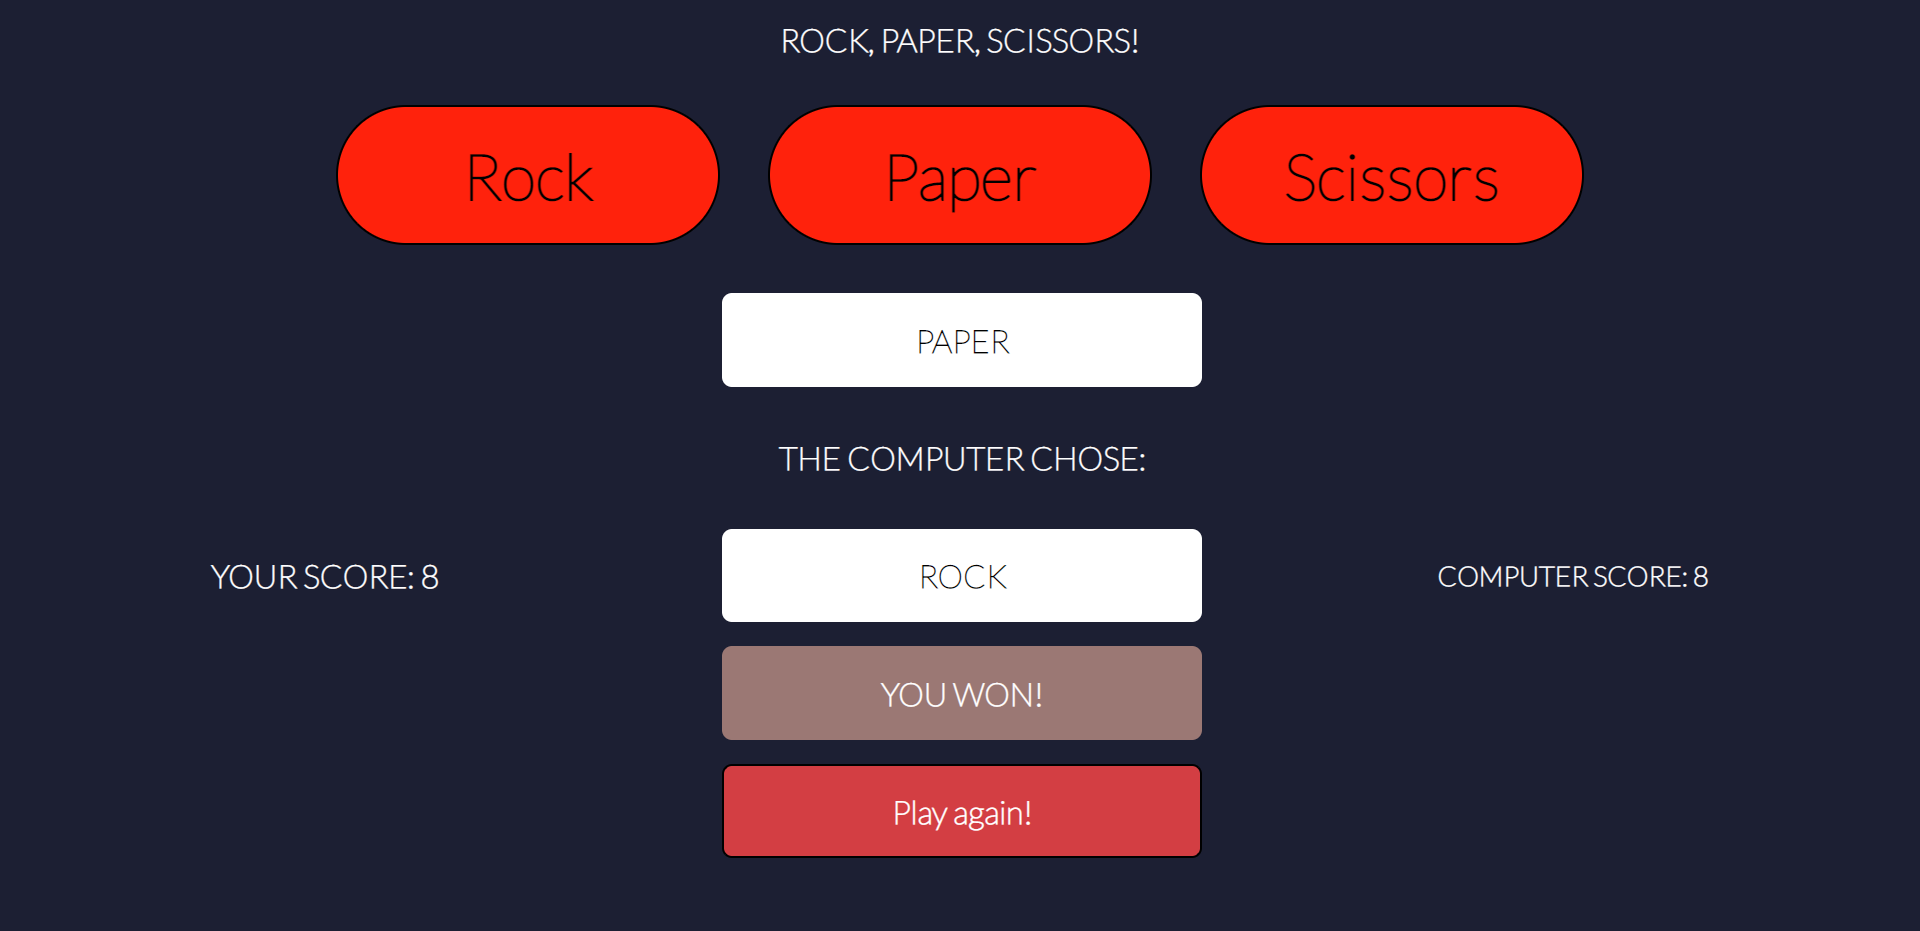 ROCK, PAPER, SCISSORS!
Rock
Paper
Scissors
PAPER
THE COMPUTER CHOSE:
YOUR SCORE: 8
ROCK
COMPUTER SCORE: 8
YOU WON!
Play again!